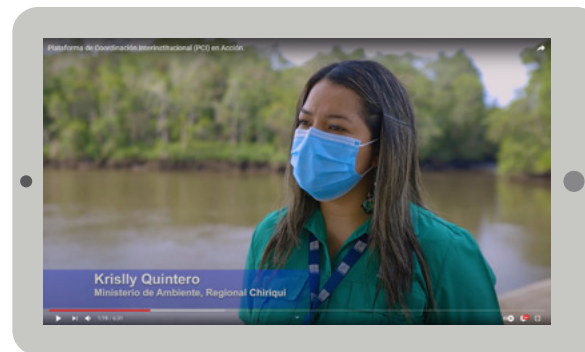 Plataforma de Coordinación Interinstitucional (PCI) en Acción.
Krislly Quintero
Ministerio de Ambiente, Regional Chiriquí